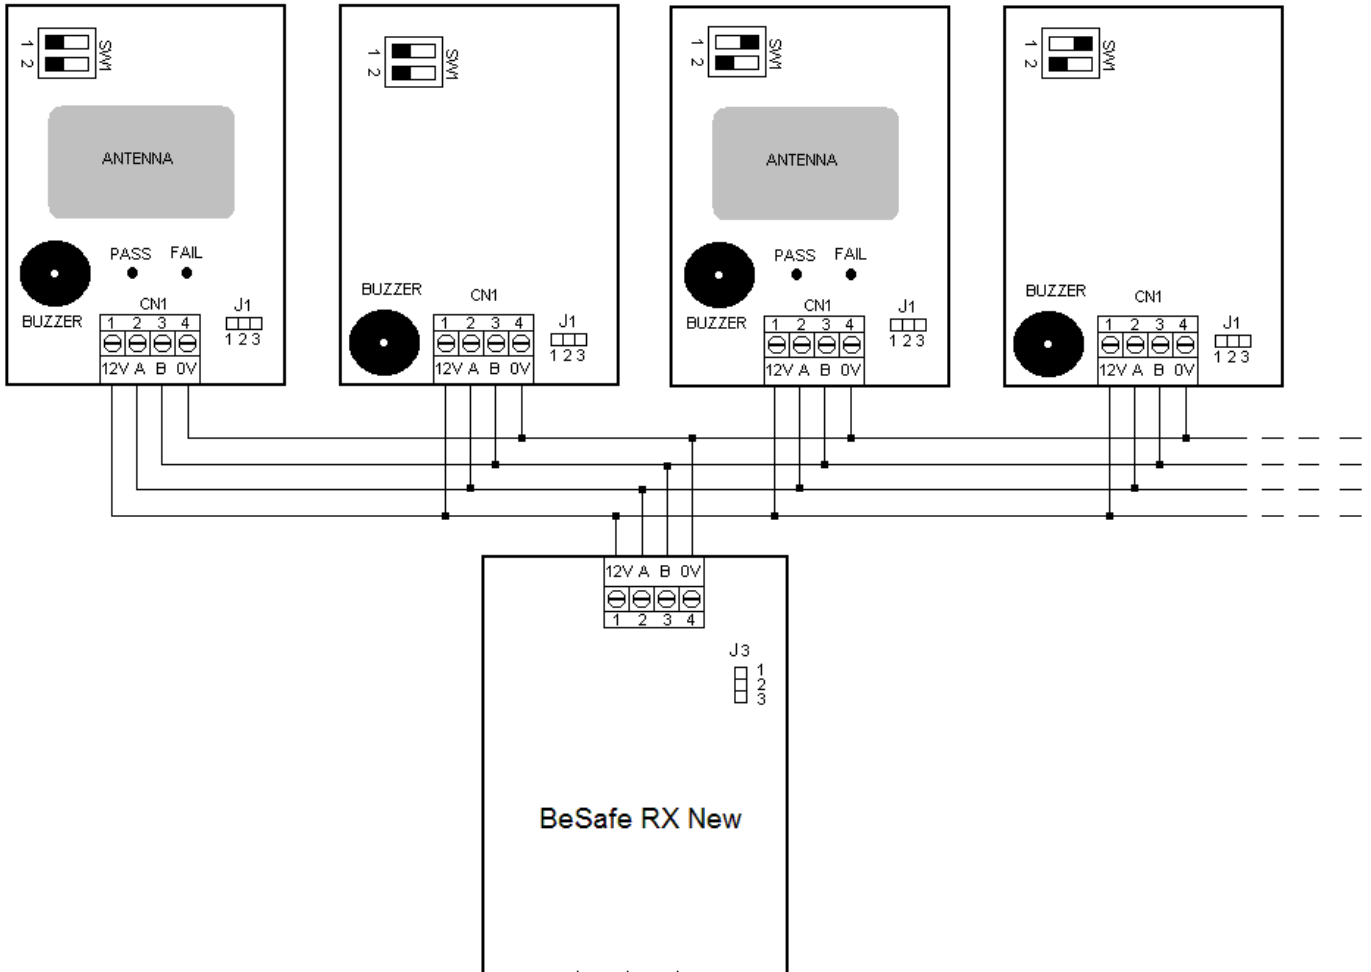 1
2
SW1
ANTENNA
PASS FAIL
BUZZER
CN1
J1
1 2 3 4
1 2 3
12V A B 0V
1
2
SW1
BUZZER
CN1
J1
1 2 3 4
1 2 3
12V A B 0V
1
2
SW1
ANTENNA
PASS FAIL
BUZZER
CN1
J1
1 2 3 4
1 2 3
12V A B 0V
1
2
SW1
BUZZER
CN1
J1
1 2 3 4
1 2 3
12V A B 0V
12V A B 0V
1 2 3 4
J3
1
2
3
BeSafe RX New